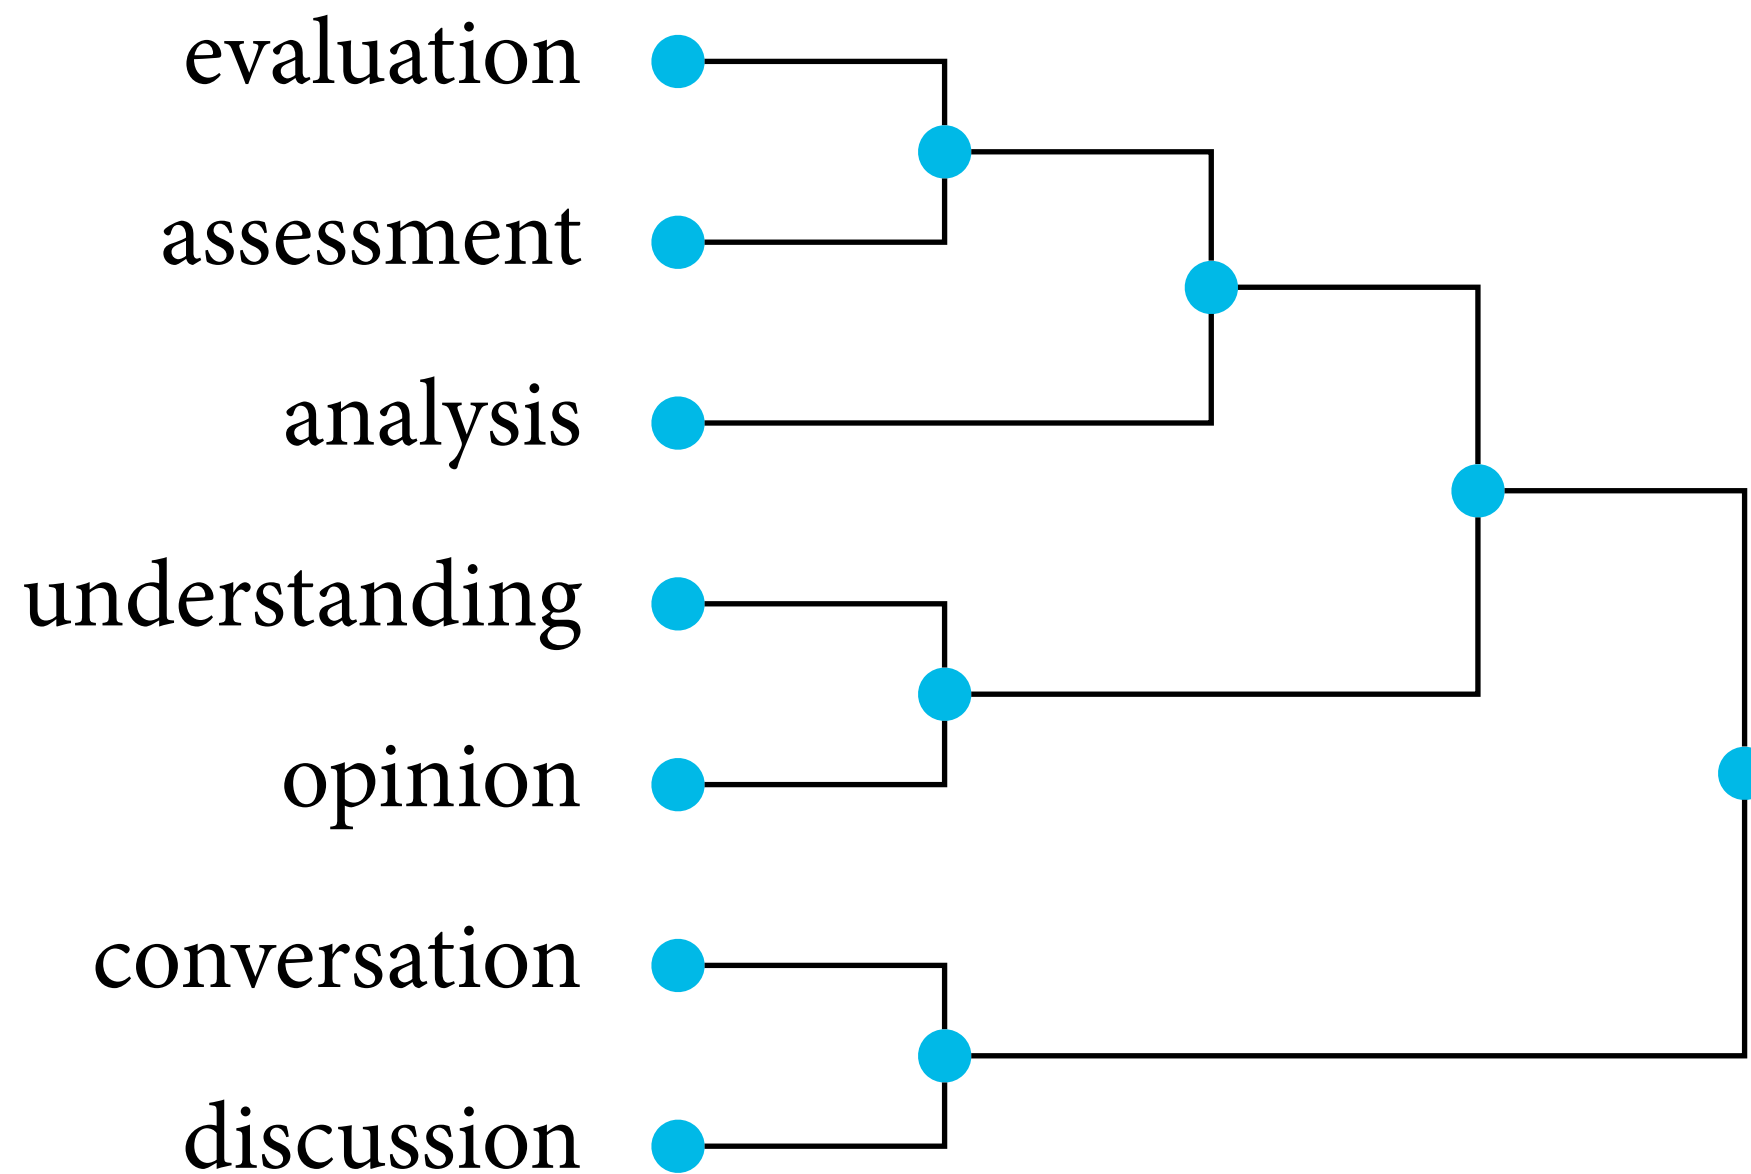 evaluation
assessment
analysis
understanding
opinion
conversation
discussion